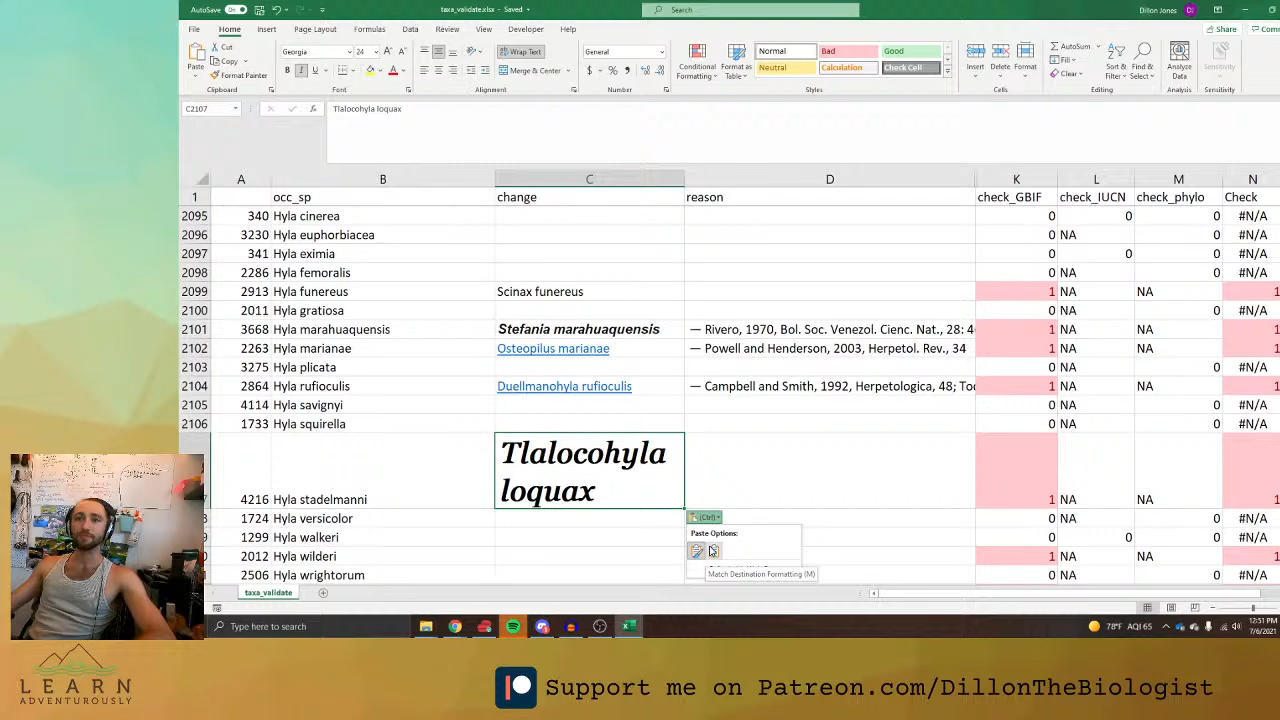 AutoSave On taxa_validate.xlsx - Saved Search Dillon Jones DJ
File Home Insert Page Layout Formulas Data Review View Developer Help Share Comm
Paste Cut Copy Format Painter Clipboard
Georgia 24 Font
Wrap Text Merge & Center Alignment
General Number
Conditional Formatting Format as Table
Normal Bad Good
Neutral Calculation Check Cell
Styles
Insert Delete Format Cells
AutoSum Fill Clear Sort & Filter Find & Select Editing
Analyze Data Analysis
Sensitivity Sensitivity
C2107 fx Tlalocohyla loquax
A B C D K L M N
1 occ_sp change reason check_GBIF check_IUCN check_phylo Check
2095 340 Hyla cinerea 0 0 0 #N/A
2096 3230 Hyla euphorbiacea 0 NA 0 #N/A
2097 341 Hyla eximia 0 0 0 #N/A
2098 2286 Hyla femoralis 0 NA 0 #N/A
2099 2913 Hyla funereus Scinax funereus 1 NA NA 1
2100 2011 Hyla gratiosa 0 NA 0 #N/A
2101 3668 Hyla marahuaquensis Stefania marahuaquensis — Rivero, 1970, Bol. Soc. Venezol. Cienc. Nat., 28: 4 1 NA NA 1
2102 2263 Hyla marianae Osteopilus marianae — Powell and Henderson, 2003, Herpetol. Rev., 34 1 NA NA 1
2103 3275 Hyla plicata 0 NA 0 #N/A
2104 2864 Hyla rufioculis Duellmanohyla rufioculis — Campbell and Smith, 1992, Herpetologica, 48; Too 1 NA NA 1
2105 4114 Hyla savignyi 0 NA 0 #N/A
2106 1733 Hyla squirella 0 NA 0 #N/A
Tlalocohyla
loquax
4216 Hyla stadelmanni 1 NA NA 1
1724 Hyla versicolor 0 NA 0 #N/A
1299 Hyla walkeri 0 0 0 #N/A
2012 Hyla wilderi 1 NA NA 1
2506 Hyla wrightorum 0 NA 0 #N/A
(Ctrl)
Paste Options:
Match Destination Formatting (M)
taxa_validate
Type here to search 78°F AQI 65 12:51 PM
7/6/2021
LEARN
ADVENTUROUSLY
Support me on Patreon.com/DillonTheBiologist